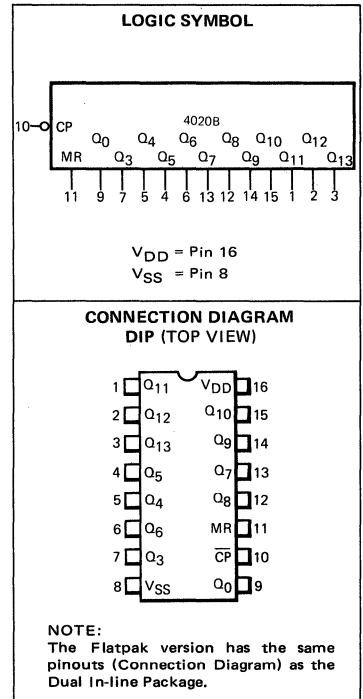 LOGIC SYMBOL
4020B
10 CP
Q0 Q4 Q6 Q8 Q10 Q12
MR Q3 Q5 Q7 Q9 Q11 Q13
11 9 7 5 4 6 13 12 14 15 1 2 3
VDD = Pin 16
VSS = Pin 8
CONNECTION DIAGRAM
DIP (TOP VIEW)
1 Q11 VDD 16
2 Q12 Q10 15
3 Q13 Q9 14
4 Q5 Q7 13
5 Q4 Q8 12
6 Q6 MR 11
7 Q3 C̅P̅ 10
8 VSS Q0 9
NOTE:
The Flatpak version has the same
pinouts (Connection Diagram) as the
Dual In-line Package.